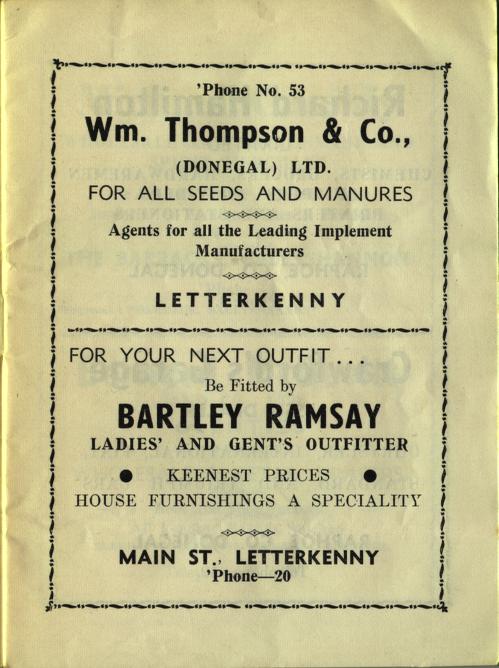 'Phone No. 53
Wm. Thompson & Co.,
(DONEGAL) LTD.
FOR ALL SEEDS AND MANURES
Agents for all the Leading Implement
Manufacturers
LETTERKENNY
FOR YOUR NEXT OUTFIT...
Be Fitted by
BARTLEY RAMSAY
LADIES' AND GENT'S OUTFITTER
● KEENEST PRICES ●
HOUSE FURNISHINGS A SPECIALITY
MAIN ST., LETTERKENNY
'Phone—20